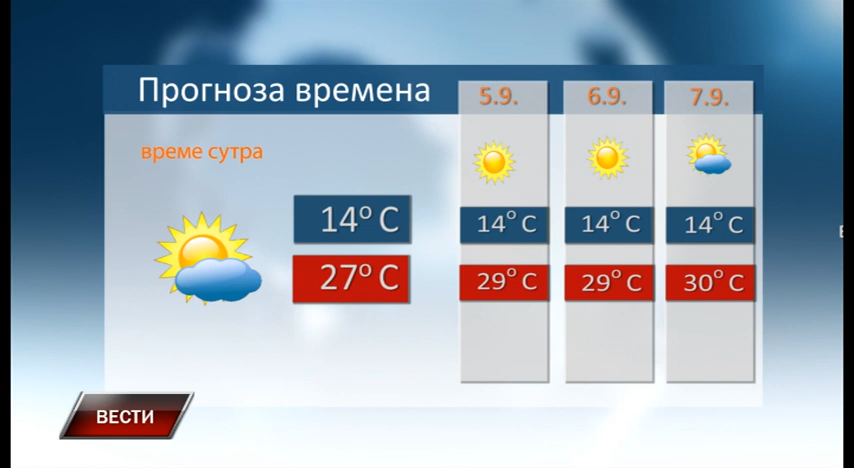 Прогноза времена
5.9. 6.9. 7.9.
време сутра
14° C
27° C
14° C 14° C 14° C
29° C 29° C 30° C
ВЕСТИ